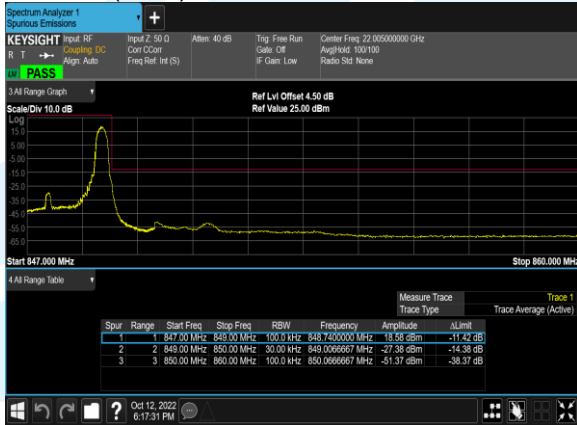 Spectrum Analyzer 1
Spurious Emissions
+
KEYSIGHT Input: RF Input Z: 50 Ω Atten: 40 dB Trig: Free Run Center Freq: 22.005000000 GHz
R T Coupling: DC Corr CCorr Gate: Off Avg|Hold: 100/100
Align: Auto Freq Ref: Int (S) IF Gain: Low Radio Std: None
PASS
3 All Range Graph
Ref Lvl Offset 4.50 dB
Scale/Div 10.0 dB Ref Value 25.00 dBm
Log
15.0
5.00
-5.00
-15.0
-25.0
-35.0
-45.0
-55.0
-65.0
Start 847.000 MHz Stop 860.000 MHz
4 All Range Table
Measure Trace Trace 1
Trace Type Trace Average (Active)
Spur Range Start Freq Stop Freq RBW Frequency Amplitude ΔLimit
1 1 847.00 MHz 849.00 MHz 100.0 kHz 848.7400000 MHz 18.58 dBm -11.42 dB
2 2 849.00 MHz 850.00 MHz 30.00 kHz 849.0066667 MHz -27.38 dBm -14.38 dB
3 3 850.00 MHz 860.00 MHz 100.0 kHz 850.0666667 MHz -51.37 dBm -38.37 dB
? Oct 12, 2022
6:17:31 PM